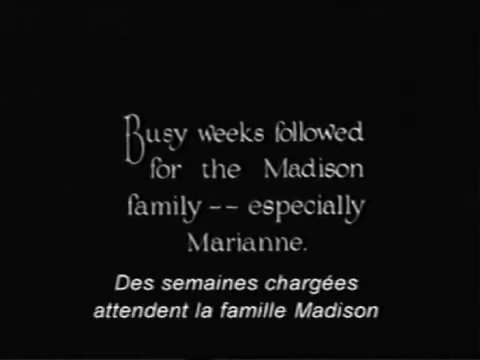 Busy weeks followed
for the Madison
family -- especially
Marianne.
Des semaines chargées
attendent la famille Madison